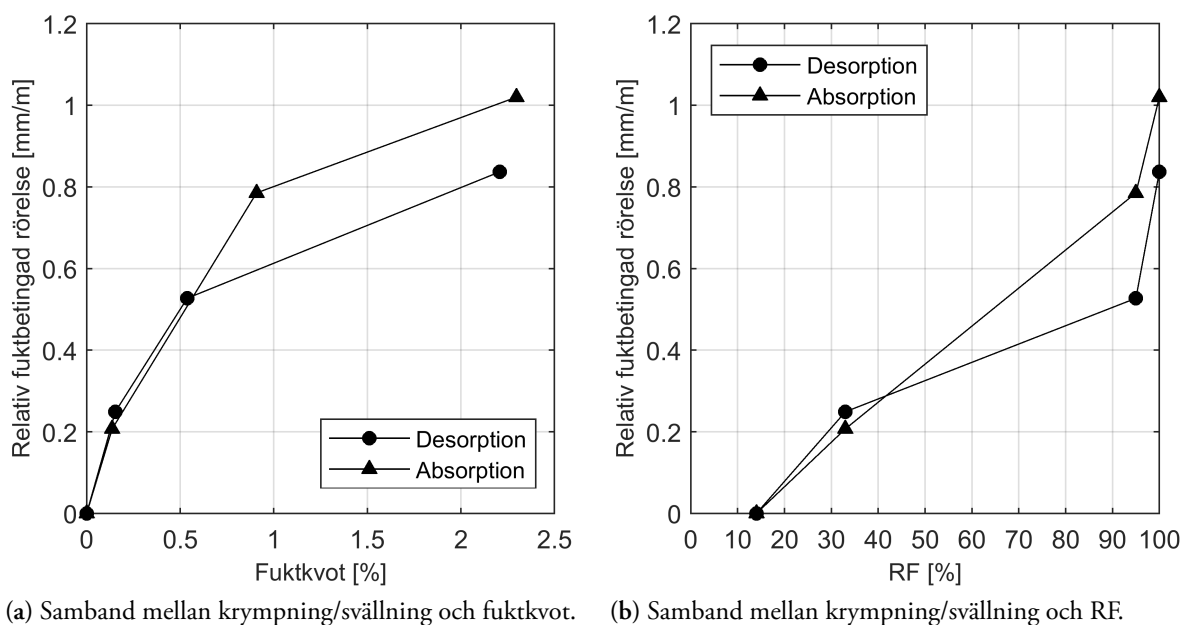 1.2
1
0.8
0.6
0.4
0.2
0
Relativ fuktbetingad rörelse [mm/m]
Desorption
Absorption
0 0.5 1 1.5 2 2.5
Fuktkvot [%]
(a) Samband mellan krympning/svällning och fuktkvot.
1.2
1
0.8
0.6
0.4
0.2
0
Relativ fuktbetingad rörelse [mm/m]
Desorption
Absorption
0 10 20 30 40 50 60 70 80 90 100
RF [%]
(b) Samband mellan krympning/svällning och RF.